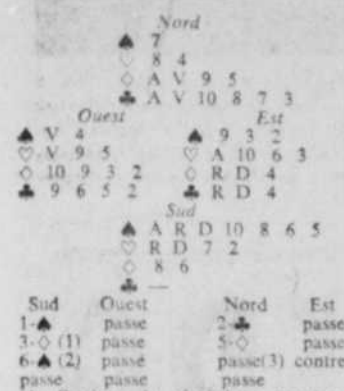 Nord
♠ 7
♡ 8 4
♢ A V 9 5
♣ A V 10 8 7 3
Ouest Est
♠ V 4 ♠ 9 3 2
♡ V 9 5 ♡ A 10 6 3
♢ 10 9 3 2 ♢ R D 4
♣ 9 6 5 2 ♣ R D 4
Sud
♠ A R D 10 8 6 5
♡ R D 7 2
♢ 8 6
♣ —
Sud Ouest Nord Est
1-♠ passe 2-♣ passe
3-♢ (1) passe 5-♢ passe
6-♠ (2) passe passe(3) contre
passe passe passe